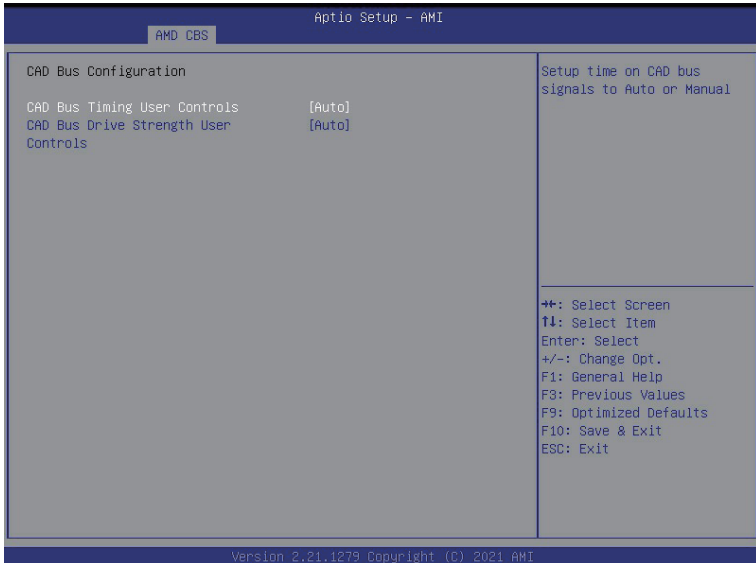 Aptio Setup - AMI
AMD CBS
CAD Bus Configuration
CAD Bus Timing User Controls [Auto]
CAD Bus Drive Strength User [Auto]
Controls
Setup time on CAD bus
signals to Auto or Manual
→←: Select Screen
↑↓: Select Item
Enter: Select
+/-: Change Opt.
F1: General Help
F3: Previous Values
F9: Optimized Defaults
F10: Save & Exit
ESC: Exit
Version 2.21.1279 Copyright (C) 2021 AMI